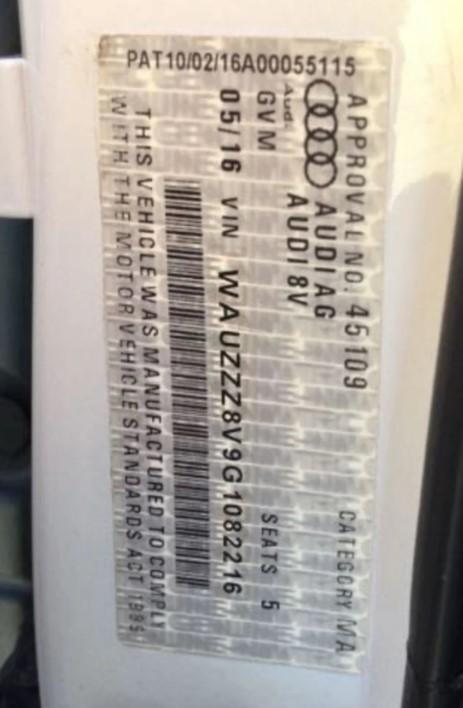 PAT10/02/16A00055115
APPROVAL NO. 45109 CATEGORY MA
AUDI AG
Audi AUDI 8V
GVM SEATS 5
05/16 VIN WAUZZZ8V9G1082216
THIS VEHICLE WAS MANUFACTURED TO COMPLY
WITH THE MOTOR VEHICLE STANDARDS ACT 1989